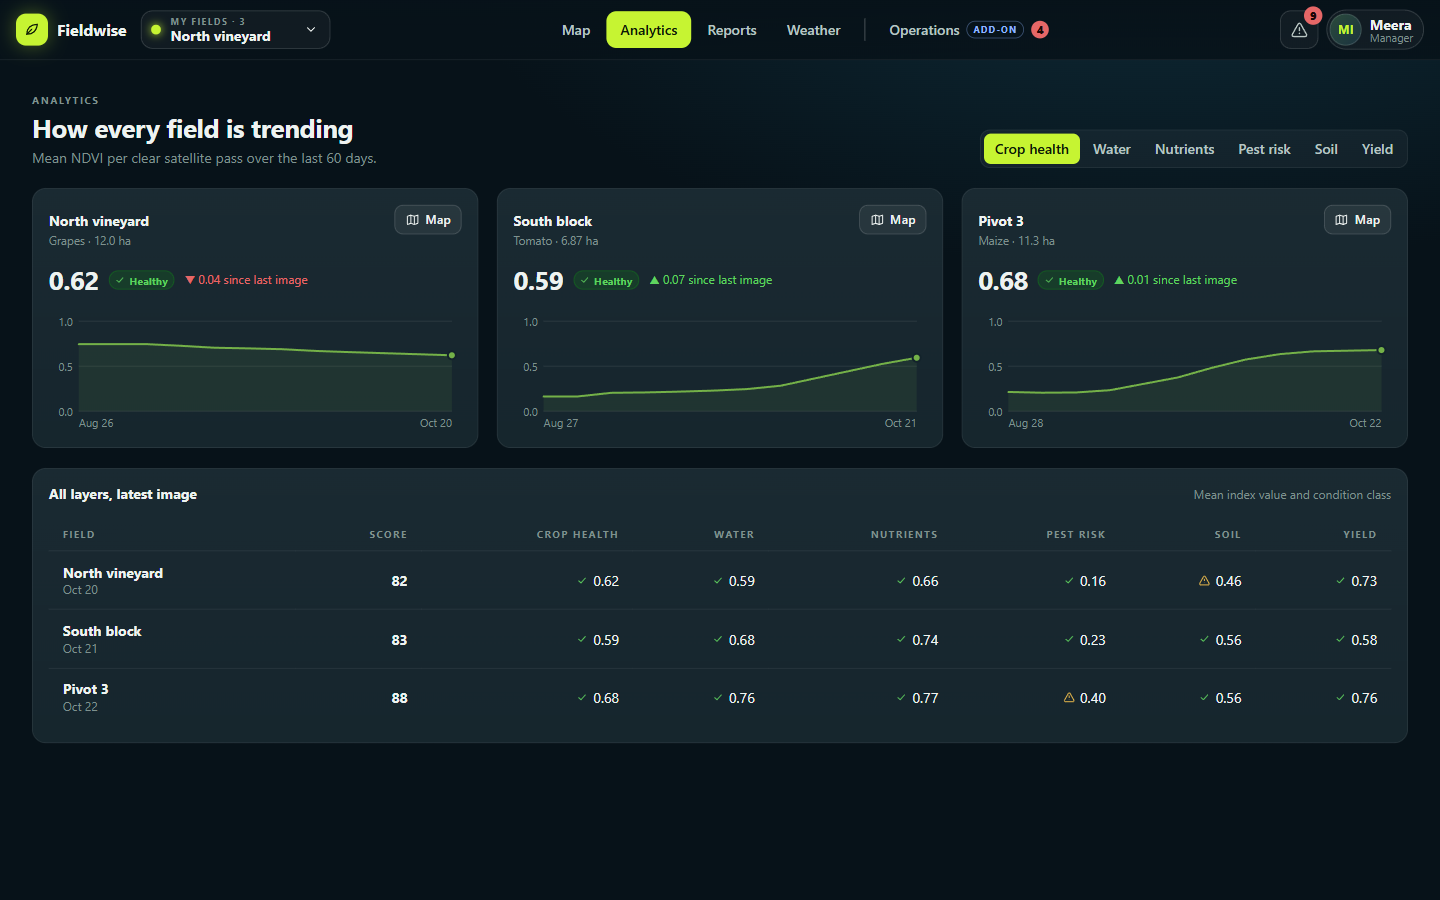 Fieldwise
MY FIELDS · 3
North vineyard
Map
Analytics
Reports
Weather
Operations
ADD-ON
4
9
MI
Meera
Manager
ANALYTICS
How every field is trending
Mean NDVI per clear satellite pass over the last 60 days.
Crop health
Water
Nutrients
Pest risk
Soil
Yield
North vineyard
Grapes · 12.0 ha
Map
0.62
Healthy
▼ 0.04 since last image
1.0
0.5
0.0
Aug 26
Oct 20
South block
Tomato · 6.87 ha
Map
0.59
Healthy
▲ 0.07 since last image
1.0
0.5
0.0
Aug 27
Oct 21
Pivot 3
Maize · 11.3 ha
Map
0.68
Healthy
▲ 0.01 since last image
1.0
0.5
0.0
Aug 28
Oct 22
All layers, latest image
Mean index value and condition class
FIELD SCORE CROP HEALTH WATER NUTRIENTS PEST RISK SOIL YIELD
North vineyard
Oct 20
82 0.62 0.59 0.66 0.16 0.46 0.73
South block
Oct 21
83 0.59 0.68 0.74 0.23 0.56 0.58
Pivot 3
Oct 22
88 0.68 0.76 0.77 0.40 0.56 0.76